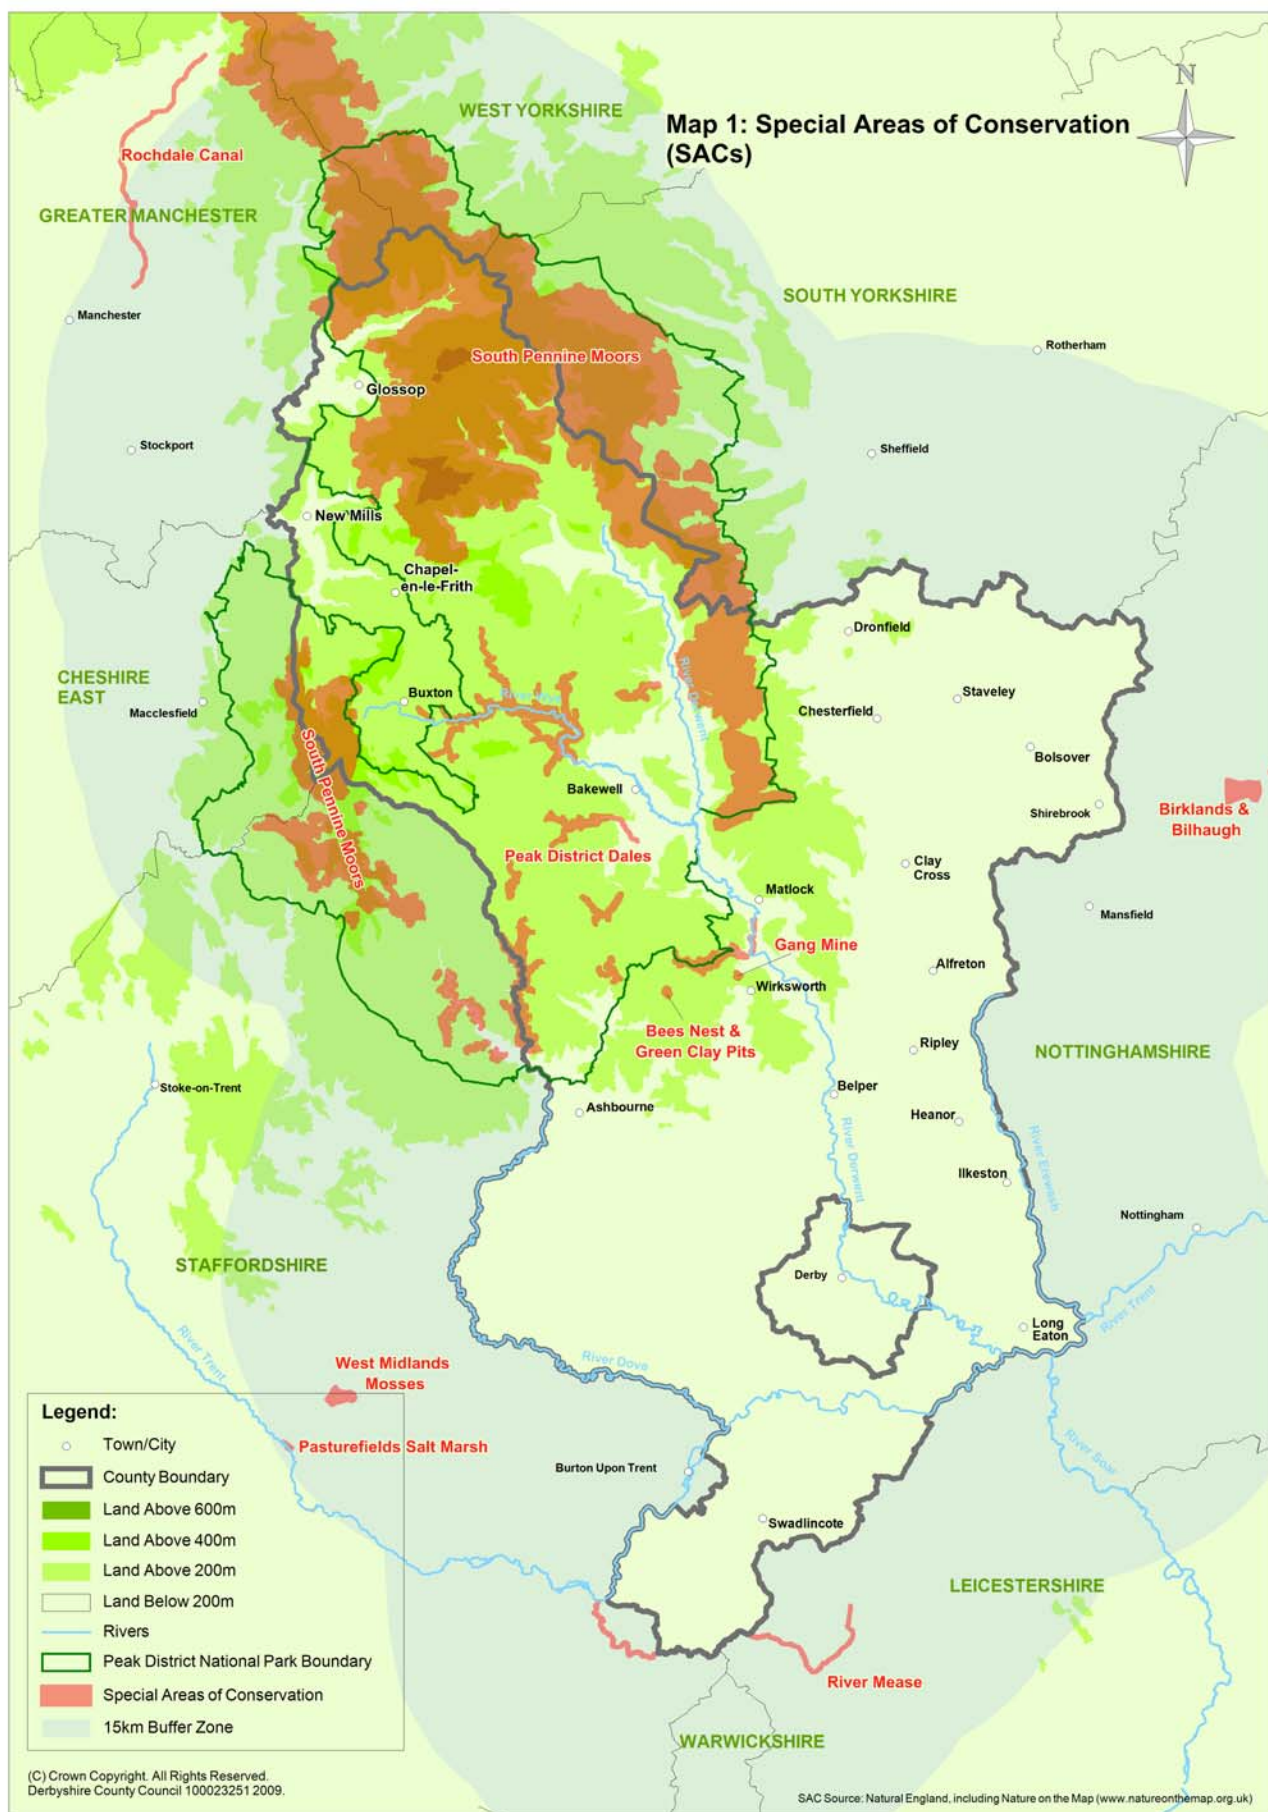 N
Map 1: Special Areas of Conservation
(SACs)
WEST YORKSHIRE
Rochdale Canal
GREATER MANCHESTER
SOUTH YORKSHIRE
Manchester
Rotherham
South Pennine Moors
Glossop
Stockport
Sheffield
New Mills
Chapel-
en-le-Frith
Dronfield
River Derwent
CHESHIRE
EAST
Macclesfield
Buxton
River Wye
Staveley
Chesterfield
Bolsover
South Pennine Moors
Bakewell
Shirebrook
Birklands &
Bilhaugh
Peak District Dales
Clay
Cross
Matlock
Mansfield
Gang Mine
Alfreton
Wirksworth
Bees Nest &
Green Clay Pits
Ripley
NOTTINGHAMSHIRE
Stoke-on-Trent
Belper
Ashbourne
Heanor
River Erewash
River Derwent
Ilkeston
Nottingham
STAFFORDSHIRE
Derby
River Trent
Long
Eaton
River Trent
River Dove
West Midlands
Mosses
Pasturefields Salt Marsh
River Soar
Burton Upon Trent
Swadlincote
LEICESTERSHIRE
River Mease
WARWICKSHIRE
Legend:
Town/City
County Boundary
Land Above 600m
Land Above 400m
Land Above 200m
Land Below 200m
Rivers
Peak District National Park Boundary
Special Areas of Conservation
15km Buffer Zone
(C) Crown Copyright. All Rights Reserved.
Derbyshire County Council 100023251 2009.
SAC Source: Natural England, including Nature on the Map (www.natureonthemap.org.uk)